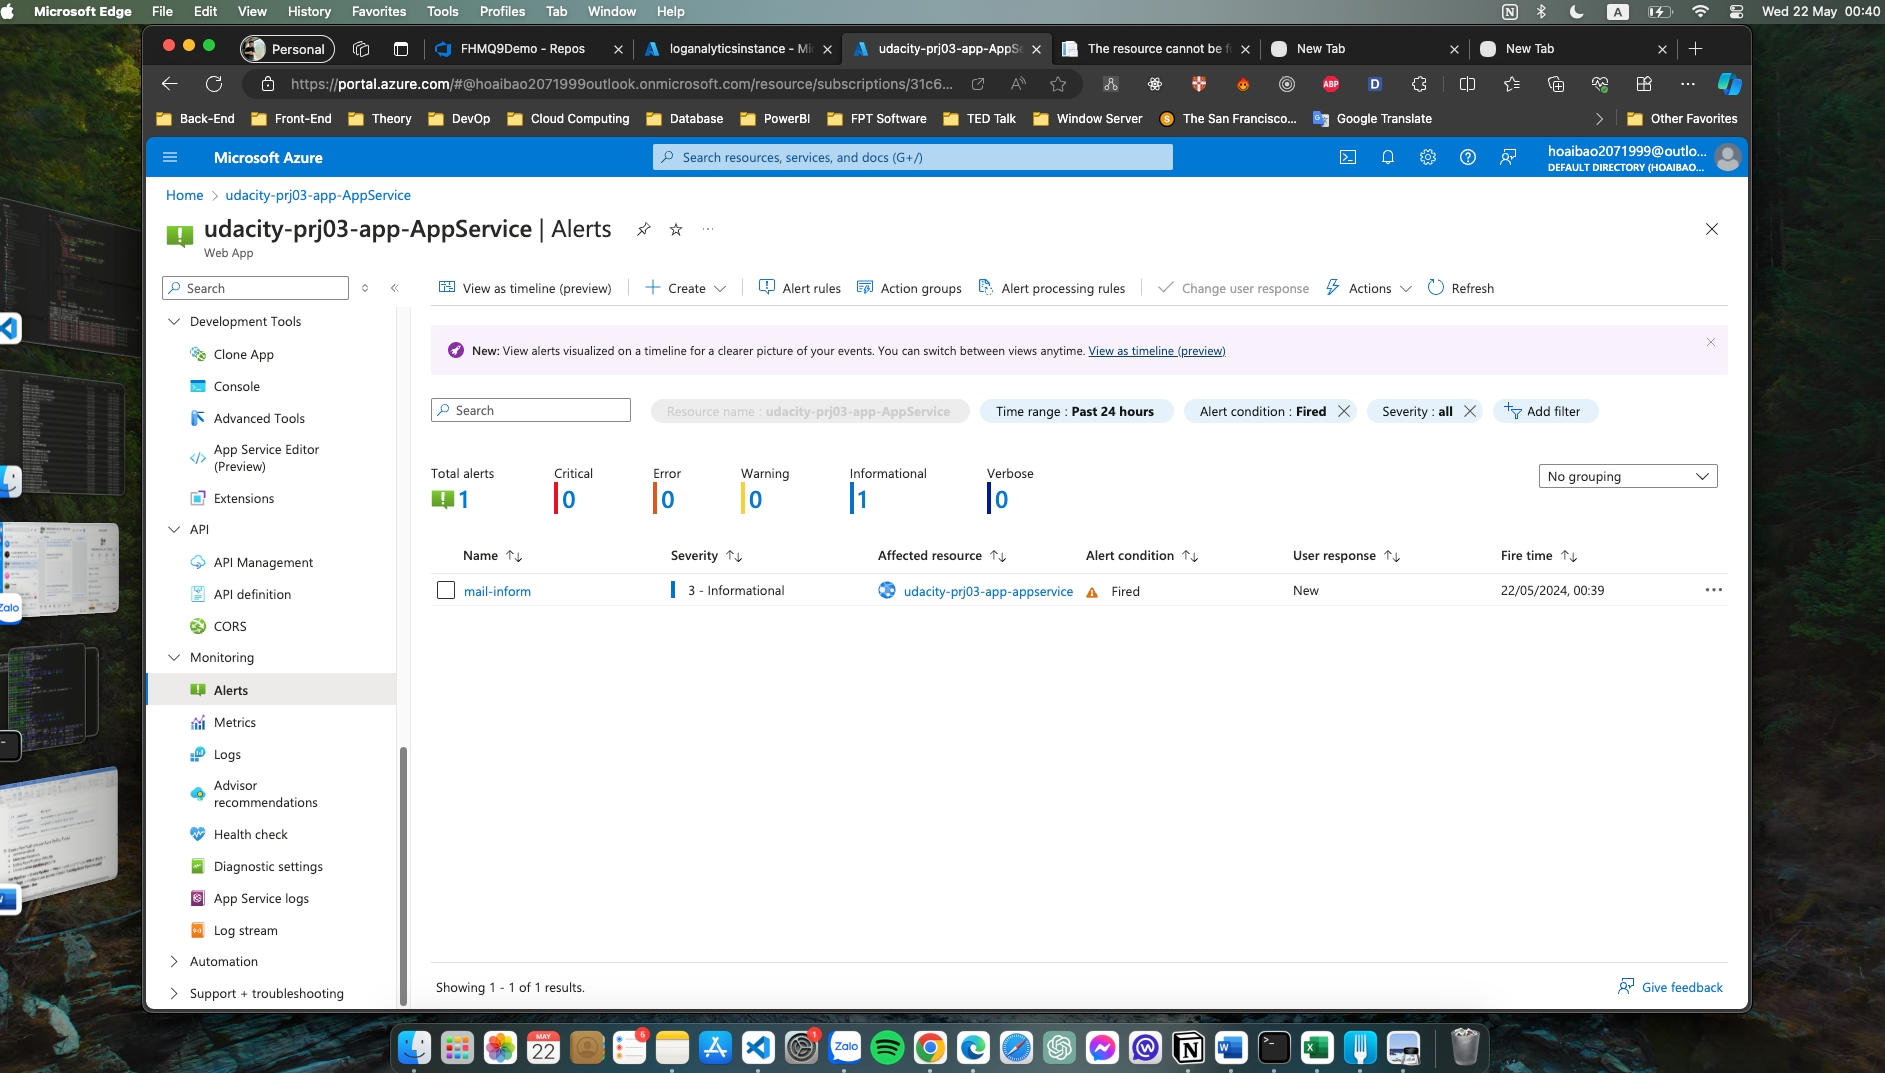 Microsoft Edge File Edit View History Favorites Tools Profiles Tab Window Help A Wed 22 May 00:40
Personal FHMQ9Demo - Repos loganalyticsinstance - Mi udacity-prj03-app-AppS The resource cannot be f New Tab New Tab
https://portal.azure.com/#@hoaibao2071999outlook.onmicrosoft.com/resource/subscriptions/31c6... ABP D
Back-End Front-End Theory DevOp Cloud Computing Database PowerBI FPT Software TED Talk Window Server The San Francisco... Google Translate Other Favorites
Microsoft Azure Search resources, services, and docs (G+/) hoaibao2071999@outlo...
DEFAULT DIRECTORY (HOAIBAO...
Home > udacity-prj03-app-AppService
udacity-prj03-app-AppService | Alerts ...
Web App
Search View as timeline (preview) Create Alert rules Action groups Alert processing rules Change user response Actions Refresh
Development Tools
Clone App
Console
Advanced Tools
App Service Editor
(Preview)
Extensions
API
API Management
API definition
CORS
Monitoring
Alerts
Metrics
Logs
Advisor
recommendations
Health check
Diagnostic settings
App Service logs
Log stream
Automation
Support + troubleshooting
New: View alerts visualized on a timeline for a clearer picture of your events. You can switch between views anytime. View as timeline (preview)
Search Resource name : udacity-prj03-app-AppService Time range : Past 24 hours Alert condition : Fired Severity : all Add filter
Total alerts Critical Error Warning Informational Verbose
1 0 0 0 1 0
No grouping
Name Severity Affected resource Alert condition User response Fire time
mail-inform 3 - Informational udacity-prj03-app-appservice Fired New 22/05/2024, 00:39
Showing 1 - 1 of 1 results.
Give feedback
Zalo
MAY
22
6
1
Zalo